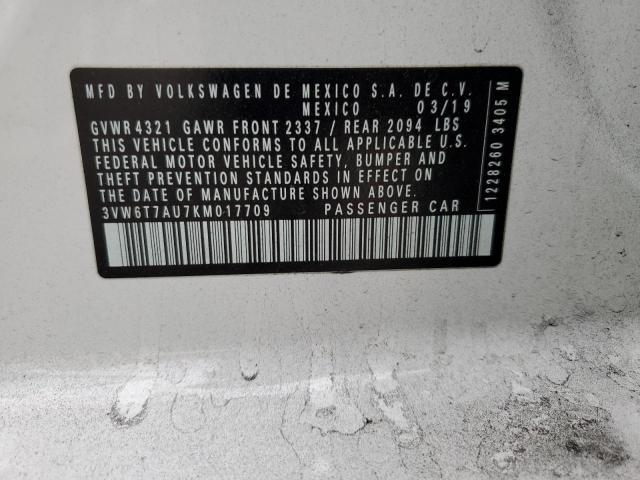 MFD BY VOLKSWAGEN DE MEXICO S.A. DE C.V.
MEXICO 03/19
GVWR 4321 GAWR FRONT 2337 / REAR 2094 LBS
THIS VEHICLE CONFORMS TO ALL APPLICABLE U.S.
FEDERAL MOTOR VEHICLE SAFETY, BUMPER AND
THEFT PREVENTION STANDARDS IN EFFECT ON
THE DATE OF MANUFACTURE SHOWN ABOVE.
3VW6T7AU7KM017709 PASSENGER CAR
1228260 3405 M